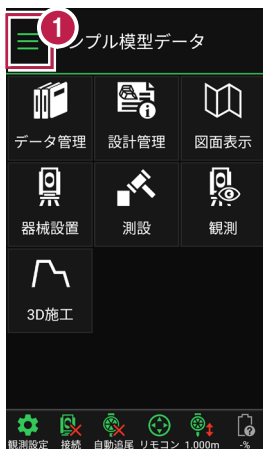 1
ンプル模型データ
データ管理 設計管理 図面表示
器械設置 測設 観測
3D施工
観測設定 接続 自動追尾 リモコン 1.000m -%